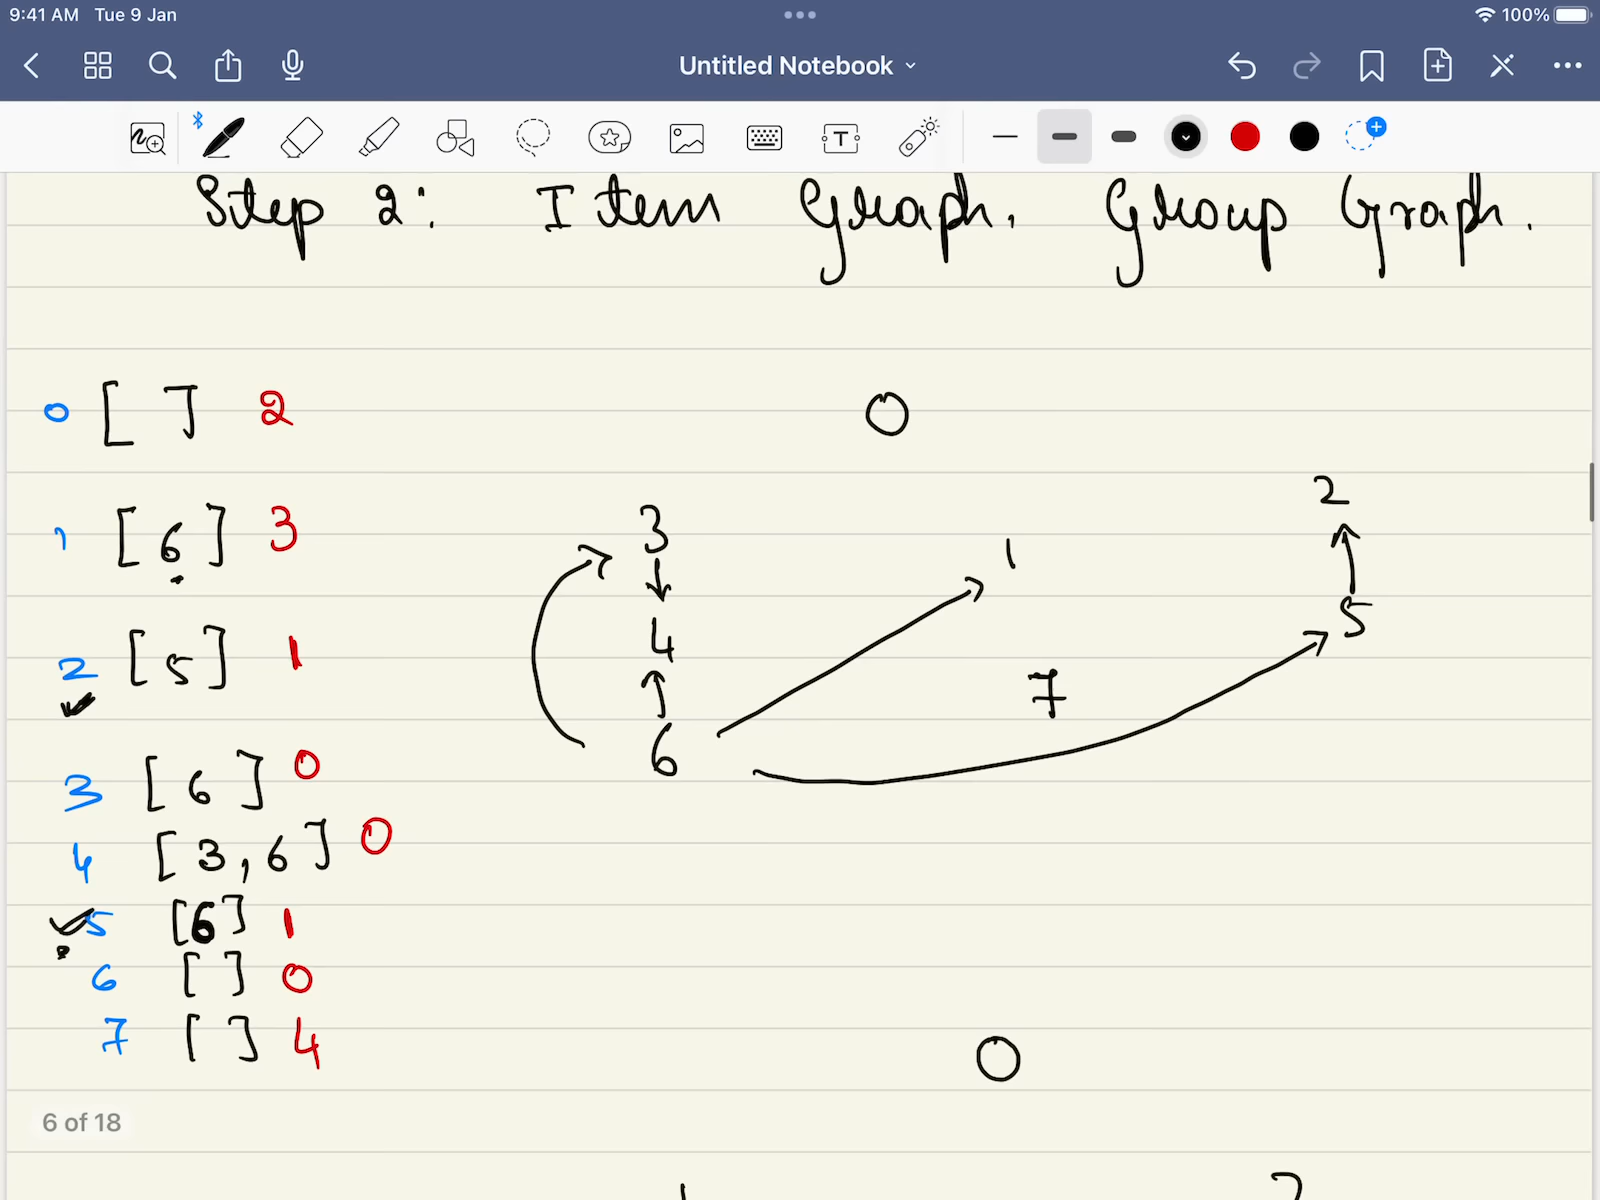 9:41 AM Tue 9 Jan 100%
Untitled Notebook
Step 2: Item Graph. Group Graph.
0 [ ] 2
0
2
1 [6] 3
3
1
4
5
2 [5] 1
7
6
3 [6] 0
4 [3,6] 0
5 [6] 1
6 [ ] 0
7 [ ] 4
0
6 of 18